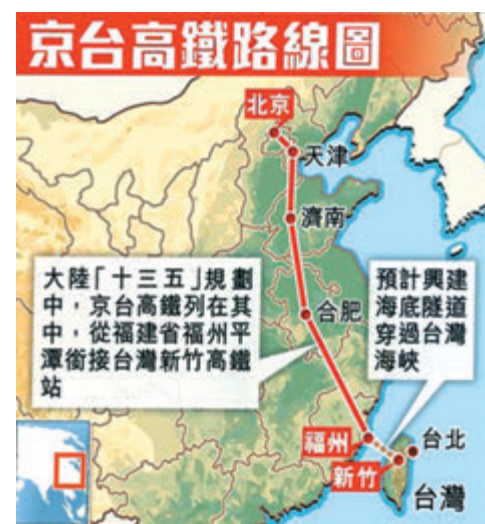 京台高鐵路線圖
北京
天津
濟南
大陸「十三五」規劃
中，京台高鐵列在其
中，從福建省福州平
潭銜接台灣新竹高鐵
站
合肥
預計興建
海底隧道
穿過台灣
海峽
福州
新竹
台北
台灣